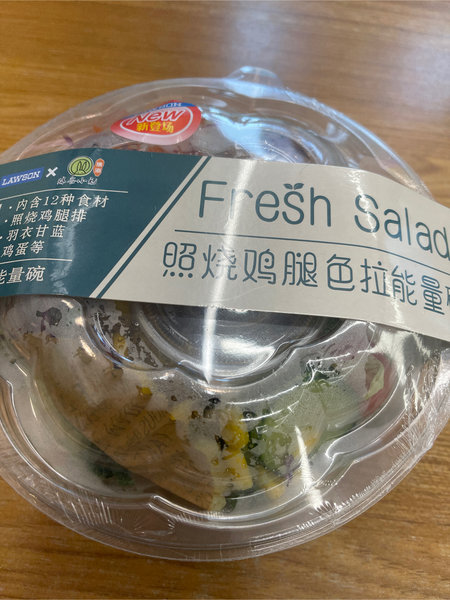 New
新登场
LAWSON ×
·内含12种食材
·照烧鸡腿排
·羽衣甘蓝
鸡蛋等
能量碗
Fresh Salad
照烧鸡腿色拉能量